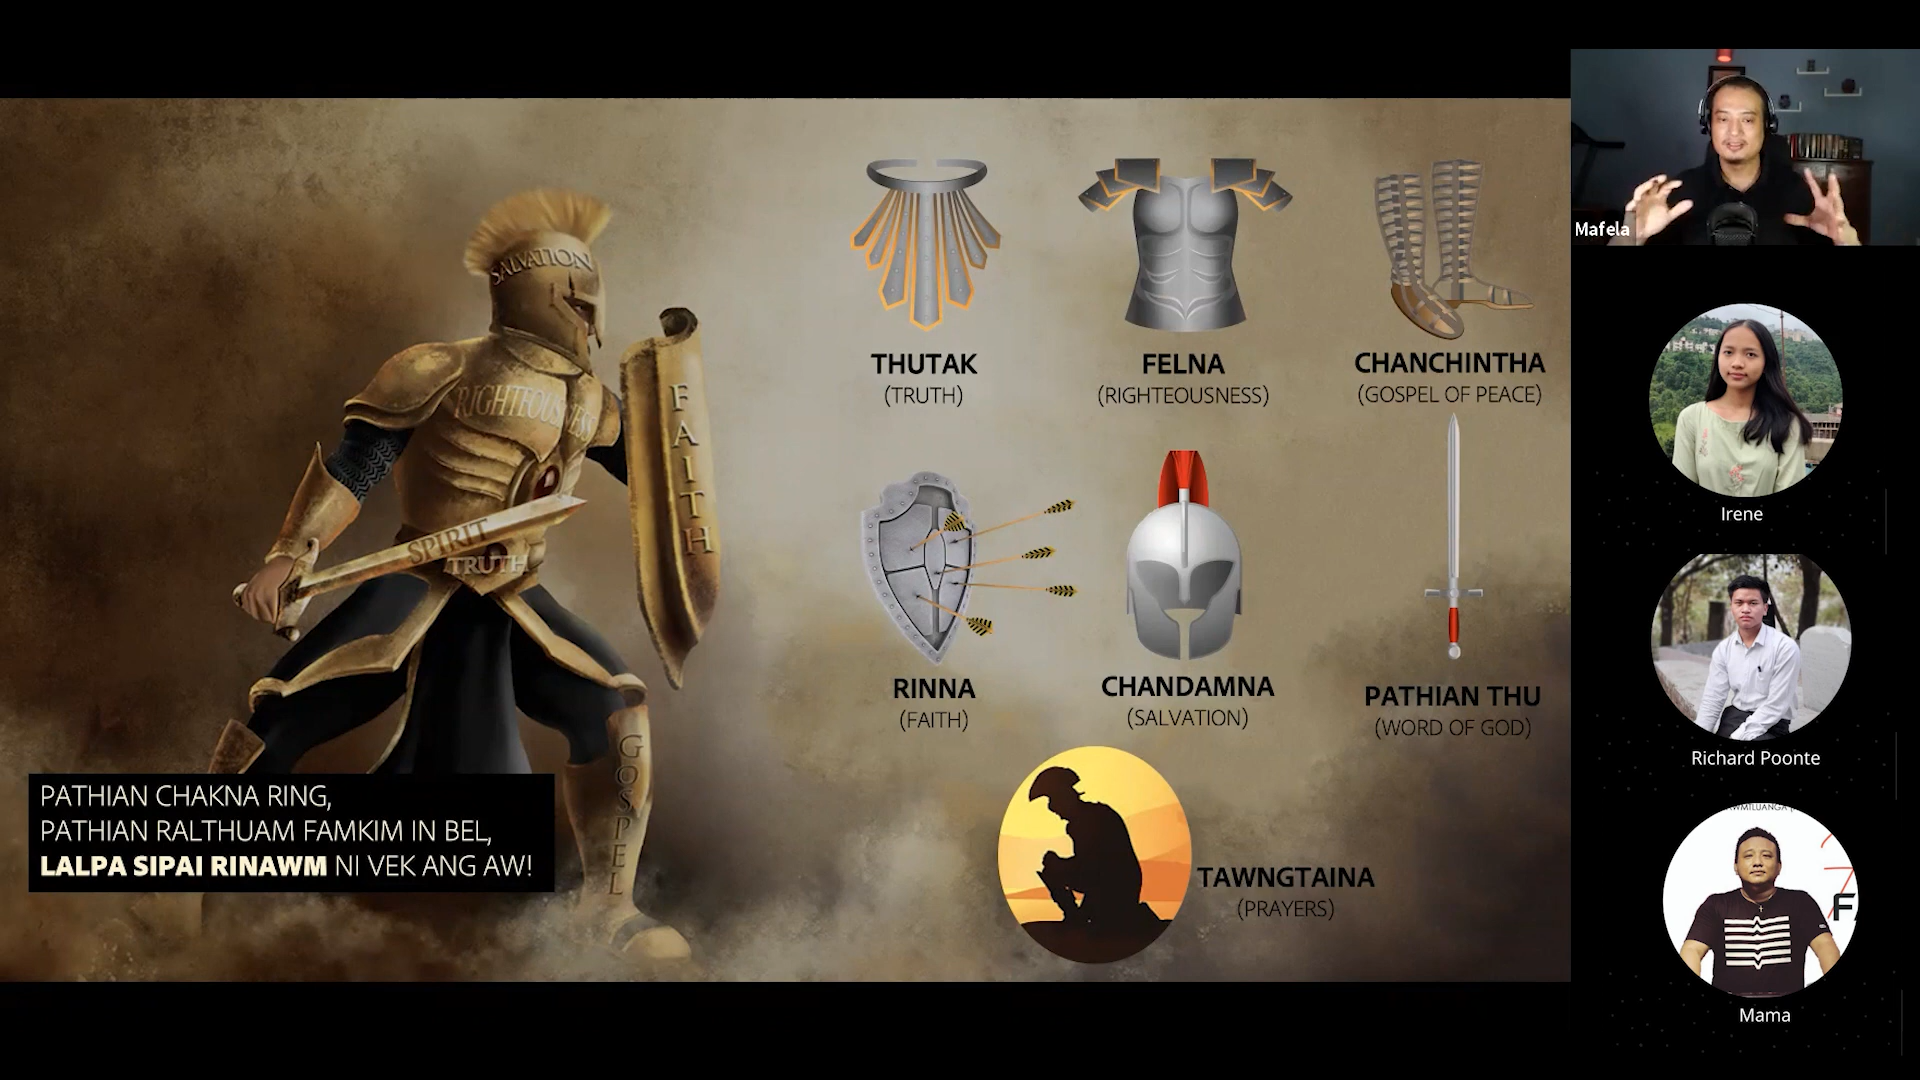 SALVATION
RIGHTEOUSNESS
FAITH
SPIRIT
TRUTH
GOSPEL
PATHIAN CHAKNA RING,
PATHIAN RALTHUAM FAMKIM IN BEL,
LALPA SIPAI RINAWM NI VEK ANG AW!
THUTAK
(TRUTH)
FELNA
(RIGHTEOUSNESS)
CHANCHINTHA
(GOSPEL OF PEACE)
RINNA
(FAITH)
CHANDAMNA
(SALVATION)
PATHIAN THU
(WORD OF GOD)
TAWNGTAINA
(PRAYERS)
Mafela
Irene
Richard Poonte
Mama